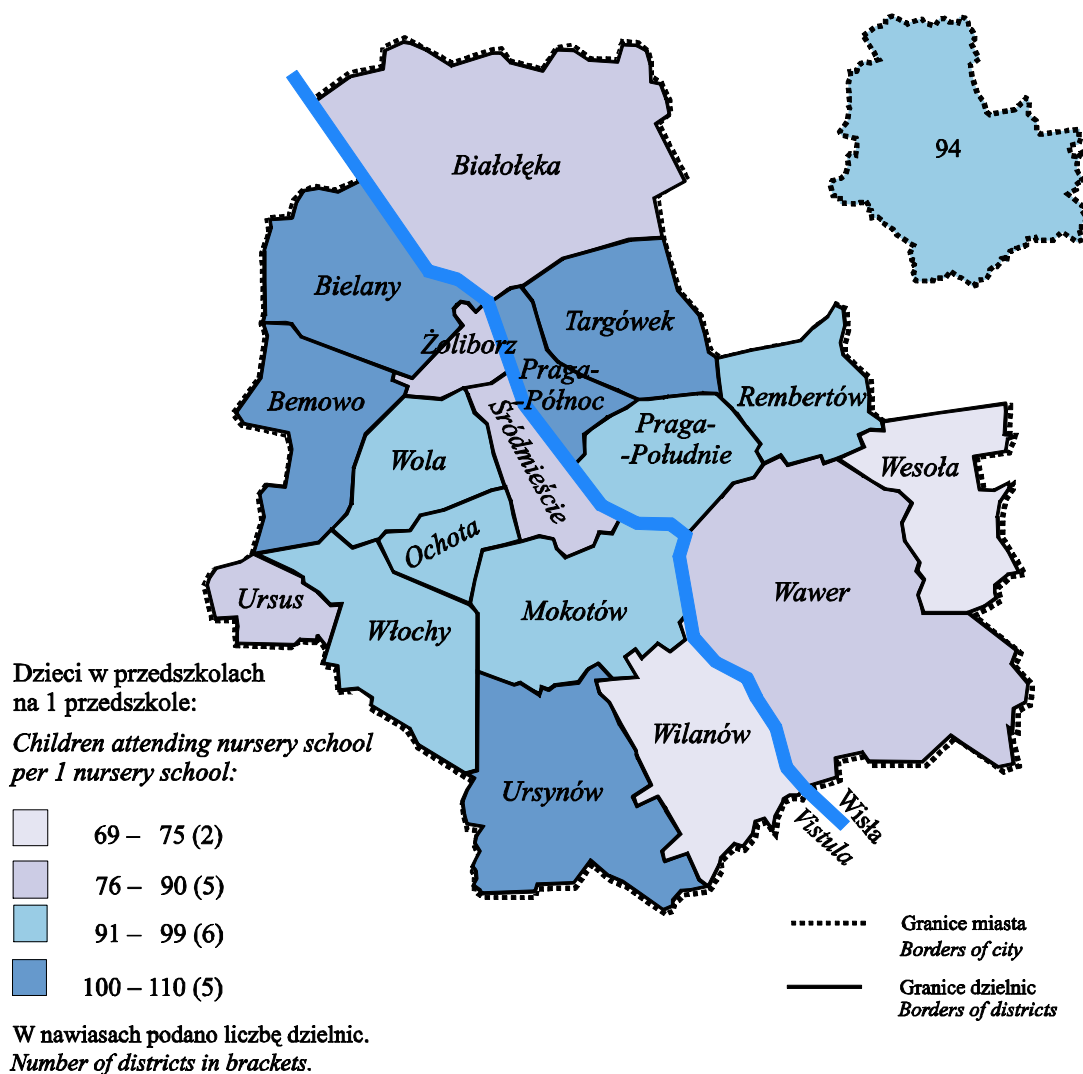 94
Białołęka
Bielany
Targówek
Żoliborz
Praga-
-Północ
Bemowo
Rembertów
Praga-
-Południe
Wola
Śródmieście
Wesoła
Ochota
Ursus
Włochy
Mokotów
Wawer
Wilanów
Ursynów
Wisła
Vistula
Dzieci w przedszkolach
na 1 przedszkole:
Children attending nursery school
per 1 nursery school:
69 – 75 (2)
76 – 90 (5)
91 – 99 (6)
100 – 110 (5)
W nawiasach podano liczbę dzielnic.
Number of districts in brackets.
Granice miasta
Borders of city
Granice dzielnic
Borders of districts